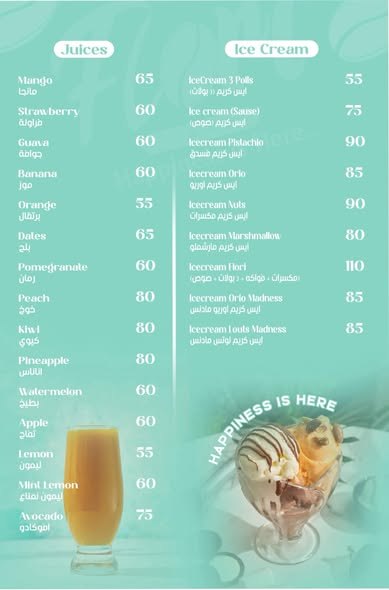 Juices
Mango 65
مانجا
Strawberry 60
فراولة
Guava 60
جوافة
Banana 60
موز
Orange 55
برتقال
Dates 65
بلح
Pomegranate 60
رمان
Peach 80
خوخ
Kiwi 80
كيوي
Pineapple 80
اناناس
Watermelon 60
بطيخ
Apple 60
تفاح
Lemon 55
ليمون
Mint Lemon 60
ليمون نعناع
Avocado 75
افوكادو
Ice Cream
IceCream 3 Polls 55
ايس كريم (٣ بولات)
Ice cream (Sause) 75
ايس كريم (صوص)
Icecream Pistachio 90
ايس كريم فسدق
Icecream Orio 85
ايس كريم اوريو
Icecream Nuts 90
ايس كريم مكسرات
Icecream Marshmallow 80
ايس كريم مارشملو
Icecream Fiori 110
(مكسرات + فواكه + ٣ بولات + صوص)
Icecream Orio Madness 85
ايس كريم اوريو مادنس
Icecream Louts Madness 85
ايس كريم لوتس مادنس
HAPPINESS IS HERE